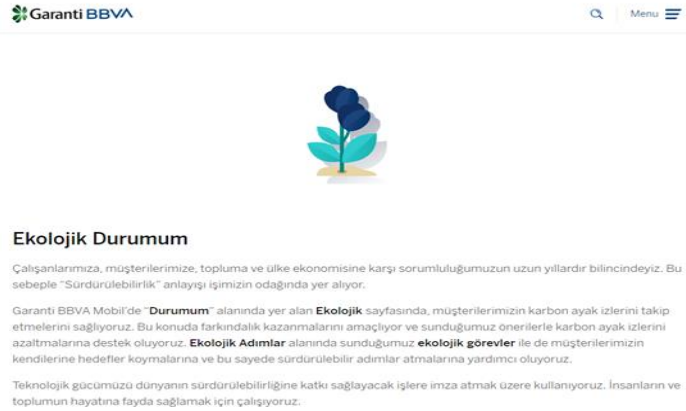 Garanti BBVA
Menu
Ekolojik Durumum
Çalışanlarımıza, müşterilerimize, topluma ve ülke ekonomisine karşı sorumluluğumuzun uzun yıllardır bilincindeyiz. Bu
sebeple “Sürdürülebilirlik” anlayışı işimizin odağında yer alıyor.
Garanti BBVA Mobil'de “Durumum” alanında yer alan Ekolojik sayfasında, müşterilerimizin karbon ayak izlerini takip
etmelerini sağlıyoruz. Bu konuda farkındalık kazanmalarını amaçlıyor ve sunduğumuz önerilerle karbon ayak izlerini
azaltmalarına destek oluyoruz. Ekolojik Adımlar alanında sunduğumuz ekolojik görevler ile de müşterilerimizin
kendilerine hedefler koymalarına ve bu sayede sürdürülebilir adımlar atmalarına yardımcı oluyoruz.
Teknolojik gücümüzü dünyanın sürdürülebilirliğine katkı sağlayacak işlere imza atmak üzere kullanıyoruz. İnsanların ve
toplumun hayatına fayda sağlamak için çalışıyoruz.